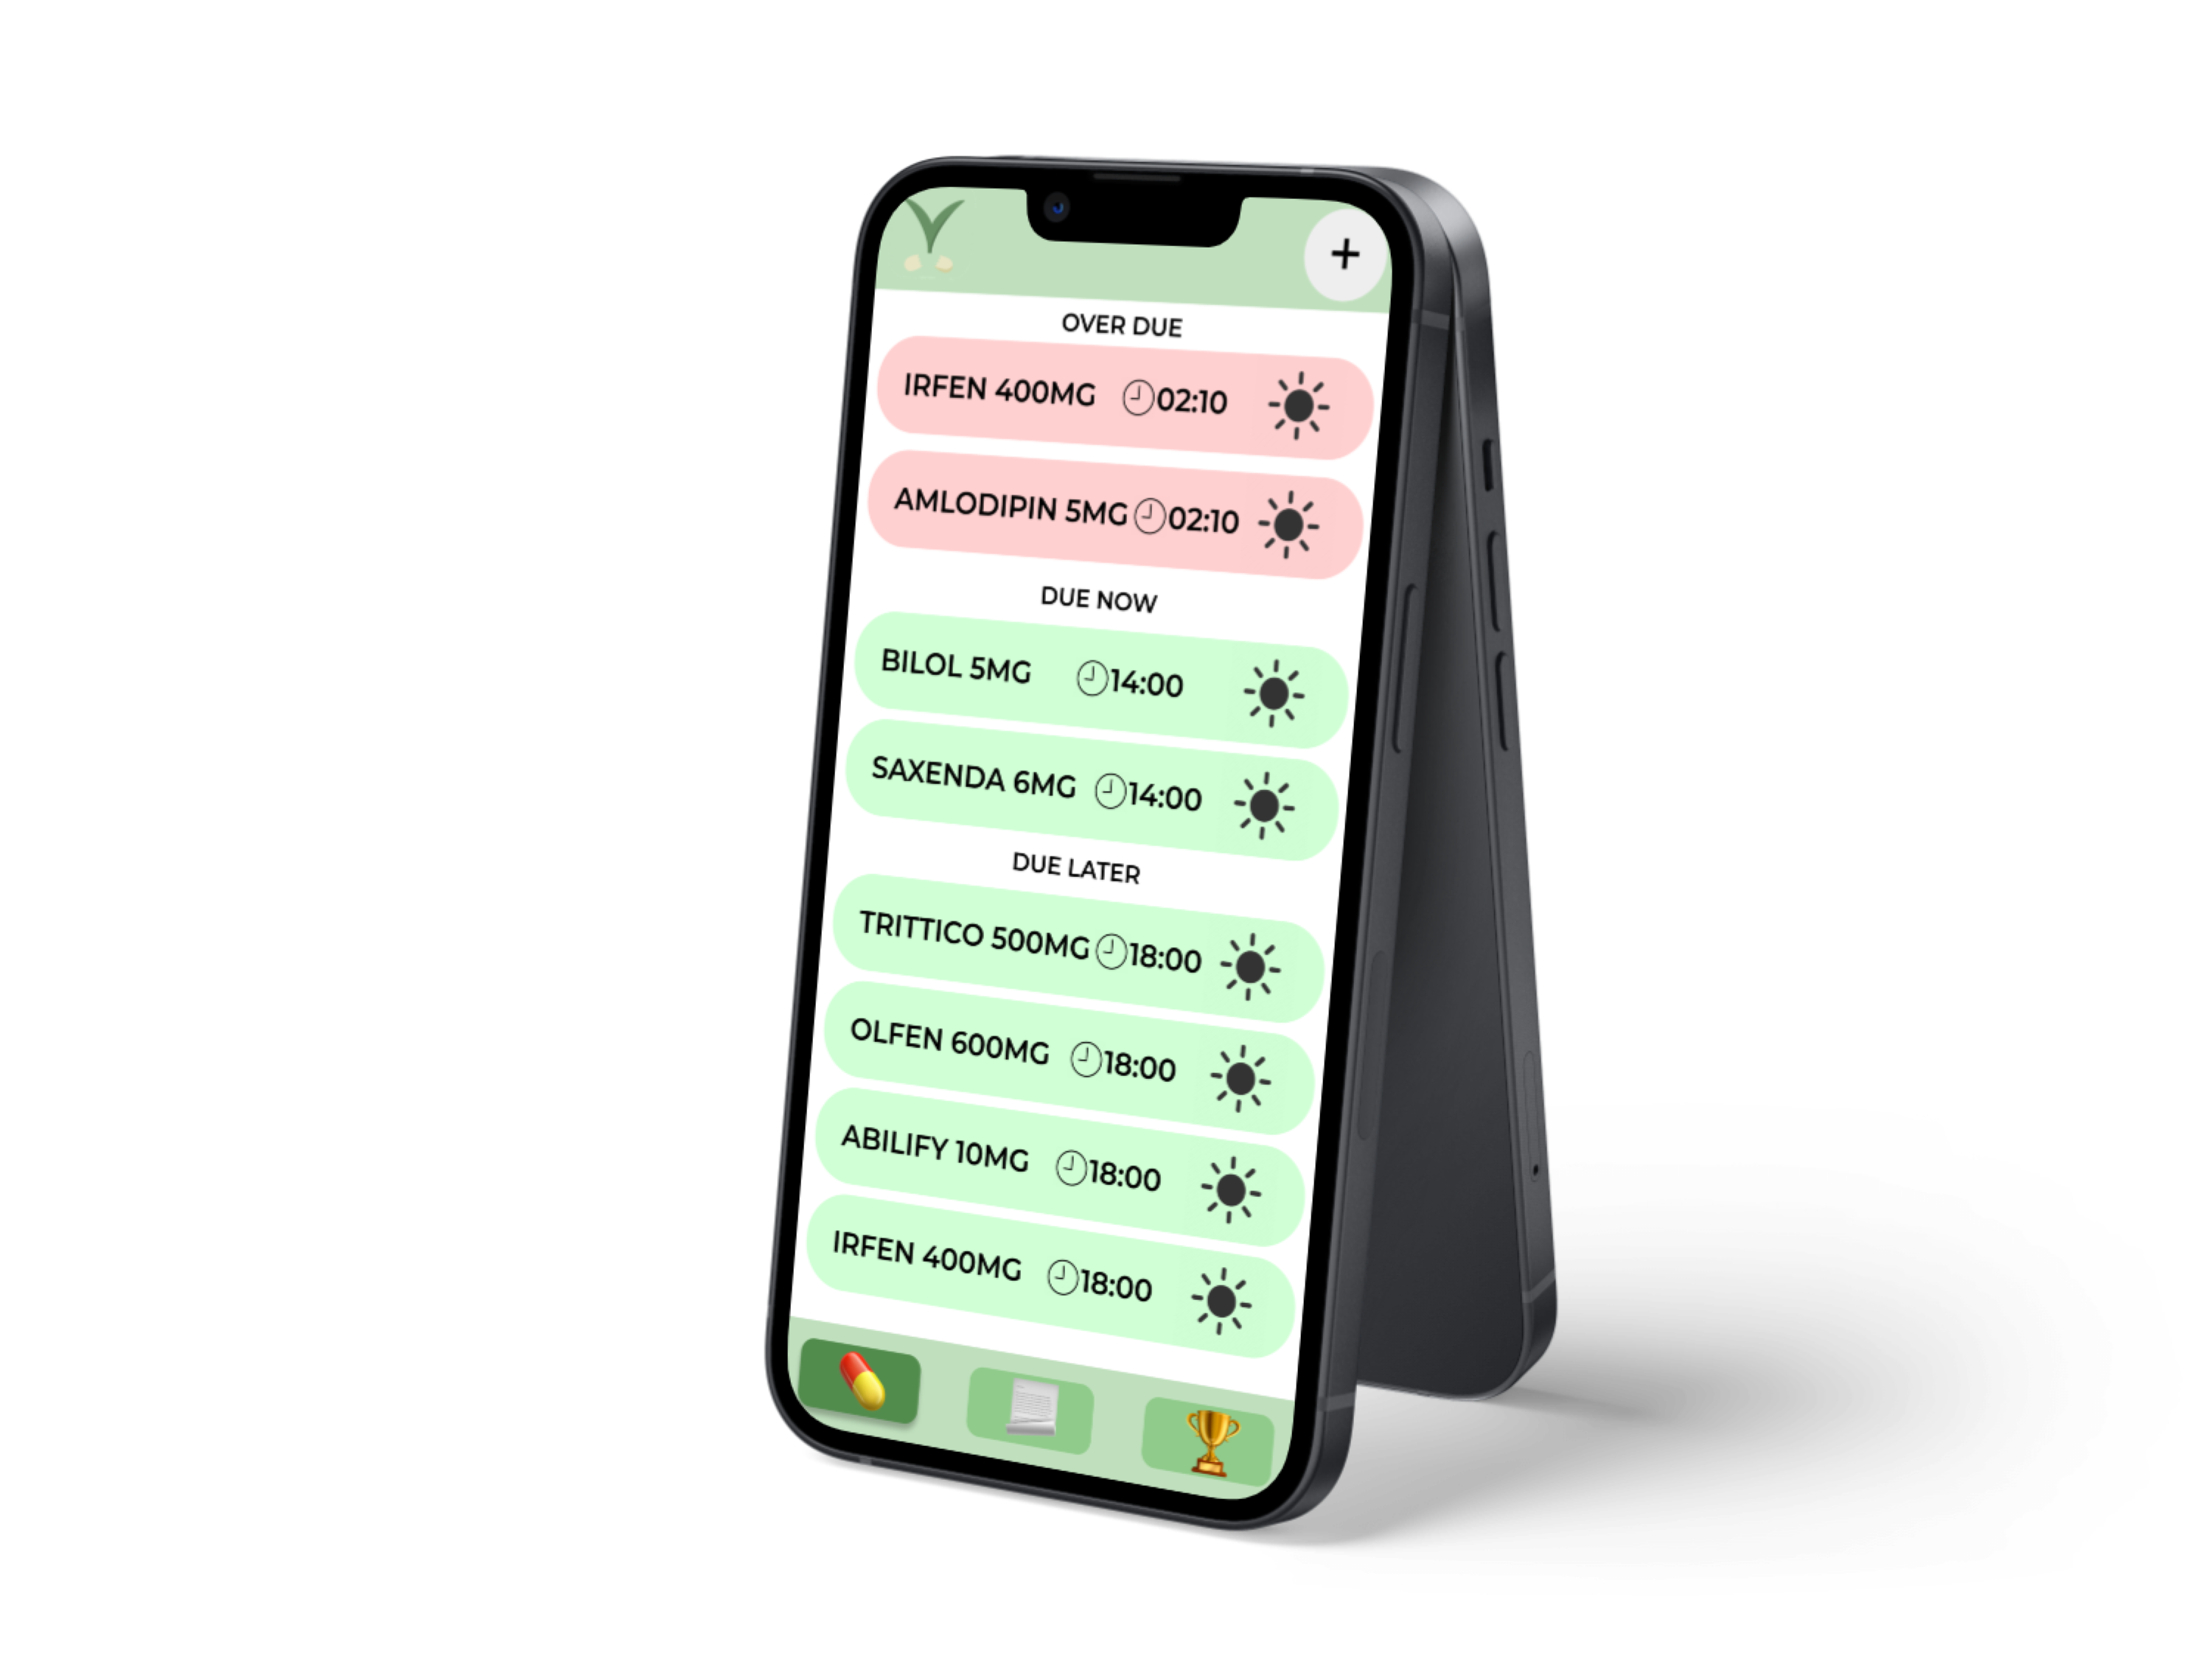 +
OVER DUE
IRFEN 400MG 02:10
AMLODIPIN 5MG 02:10
DUE NOW
BILOL 5MG 14:00
SAXENDA 6MG 14:00
DUE LATER
TRITTICO 500MG 18:00
OLFEN 600MG 18:00
ABILIFY 10MG 18:00
IRFEN 400MG 18:00